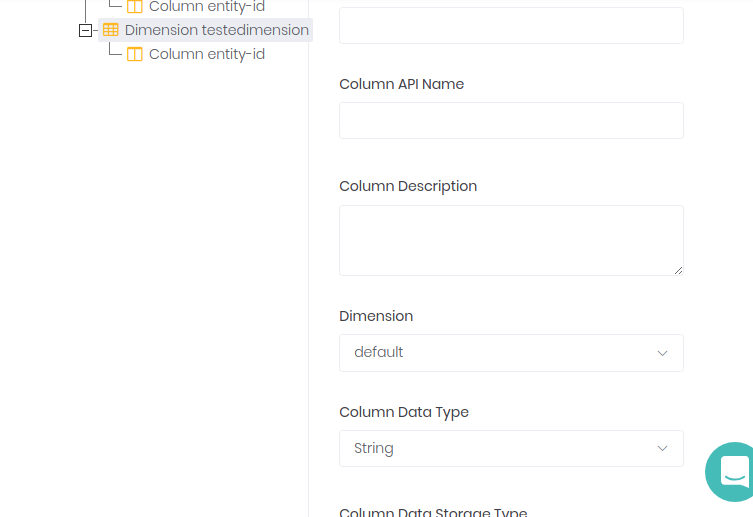 Column entity-id
Dimension testedimension
Column entity-id
Column API Name
Column Description
Dimension
default
Column Data Type
String
Column Data Storage Type